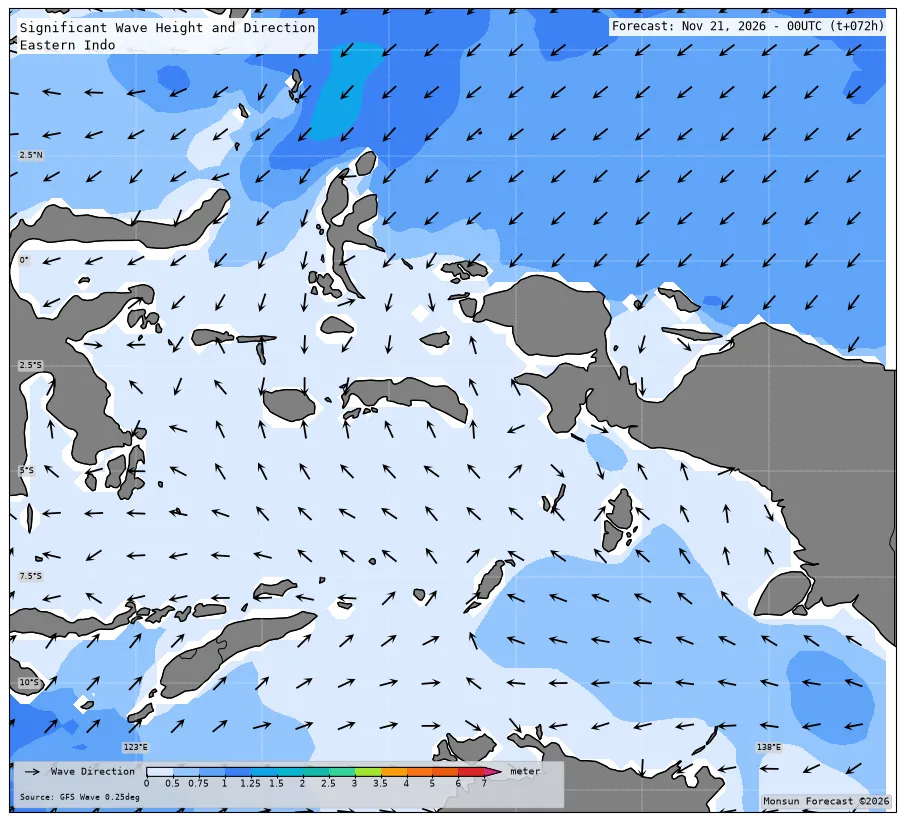 Significant Wave Height and Direction
Eastern Indo
Forecast: Nov 21, 2026 - 00UTC (t+072h)
2.5°N
0°
2.5°S
5°S
7.5°S
10°S
123°E
138°E
Wave Direction
meter
0 0.5 0.75 1 1.25 1.5 2 2.5 3 3.5 4 5 6 7
Source: GFS Wave 0.25deg
Monsun Forecast ©2026